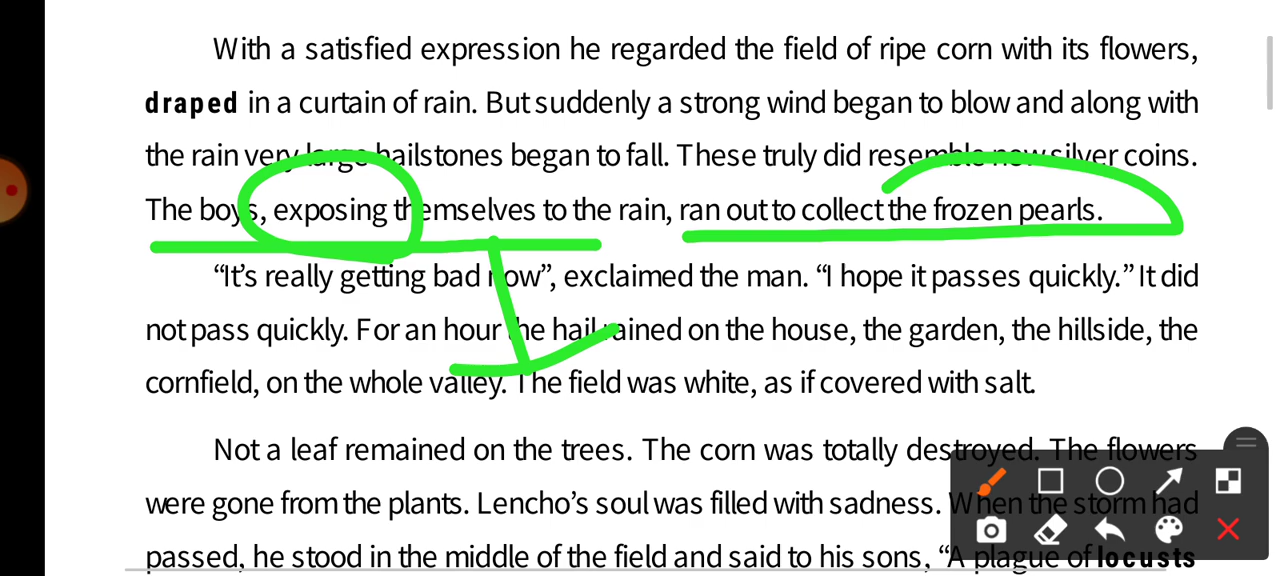 With a satisfied expression he regarded the field of ripe corn with its flowers,
draped in a curtain of rain. But suddenly a strong wind began to blow and along with
the rain very large hailstones began to fall. These truly did resemble new silver coins.
The boys, exposing themselves to the rain, ran out to collect the frozen pearls.
“It’s really getting bad now”, exclaimed the man. “I hope it passes quickly.” It did
not pass quickly. For an hour the hail rained on the house, the garden, the hillside, the
cornfield, on the whole valley. The field was white, as if covered with salt.
Not a leaf remained on the trees. The corn was totally destroyed. The flowers
were gone from the plants. Lencho’s soul was filled with sadness. When the storm had
passed, he stood in the middle of the field and said to his sons, “A plague of locusts